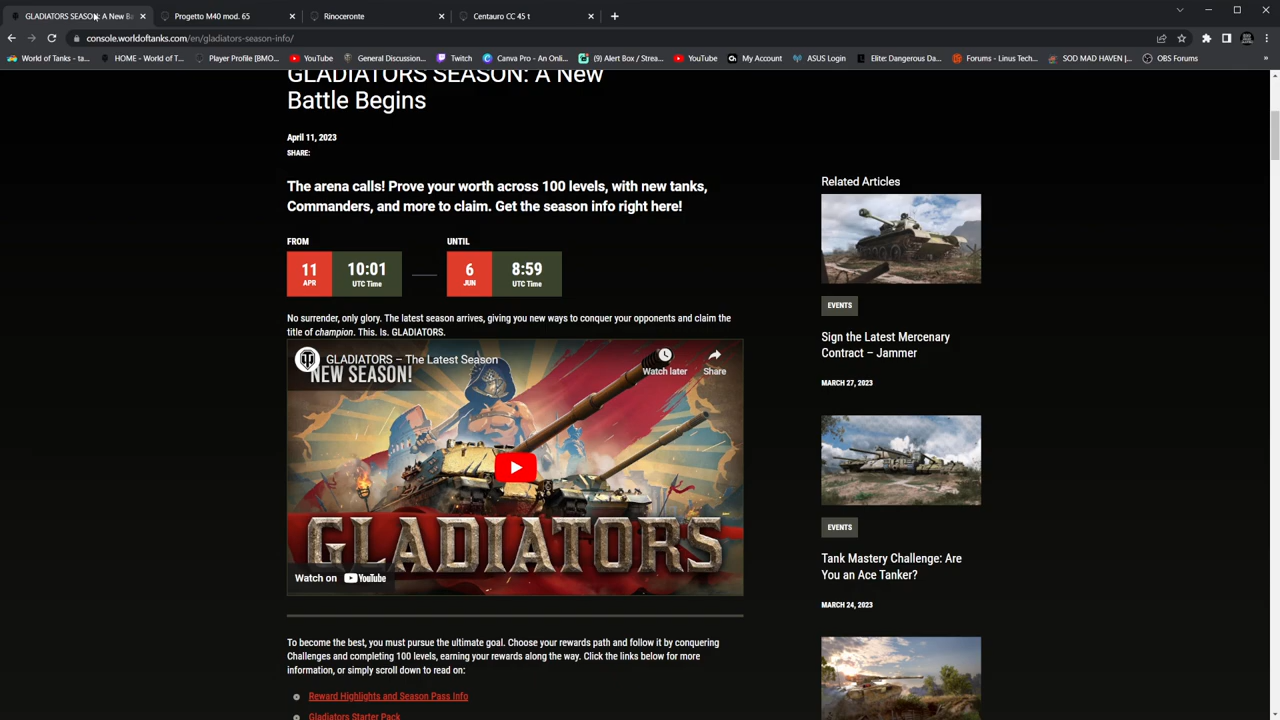 GLADIATORS SEASON: A New Ba
Progetto M40 mod. 65
Rinoceronte
Centauro CC 45 t
console.worldoftanks.com/en/gladiators-season-info/
World of Tanks - ta...
HOME - World of T...
Player Profile [BMO...
YouTube
General Discussion...
Twitch
Canva Pro - An Onli...
(9) Alert Box / Strea...
YouTube
My Account
ASUS Login
Elite: Dangerous Da...
Forums - Linus Tech...
SOD MAD HAVEN |...
OBS Forums
»
GLADIATORS SEASON: A New
Battle Begins
April 11, 2023
SHARE:
The arena calls! Prove your worth across 100 levels, with new tanks,
Commanders, and more to claim. Get the season info right here!
FROM
UNTIL
11
APR
10:01
UTC Time
6
JUN
8:59
UTC Time
No surrender, only glory. The latest season arrives, giving you new ways to conquer your opponents and claim the
title of champion. This. Is. GLADIATORS.
GLADIATORS – The Latest Season
NEW SEASON!
Watch later
Share
GLADIATORS
Watch on YouTube
To become the best, you must pursue the ultimate goal. Choose your rewards path and follow it by conquering
Challenges and completing 100 levels, earning your rewards along the way. Click the links below for more
information, or simply scroll down to read on:
Reward Highlights and Season Pass Info
Gladiators Starter Pack
Related Articles
EVENTS
Sign the Latest Mercenary
Contract – Jammer
MARCH 27, 2023
EVENTS
Tank Mastery Challenge: Are
You an Ace Tanker?
MARCH 24, 2023